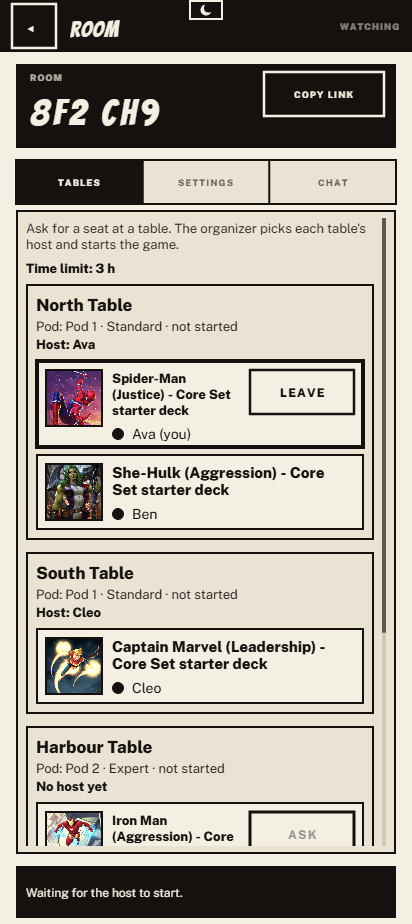 ROOM
WATCHING
ROOM
8F2 CH9
COPY LINK
TABLES
SETTINGS
CHAT
Ask for a seat at a table. The organizer picks each table's
host and starts the game.
Time limit: 3 h
North Table
Pod: Pod 1 · Standard · not started
Host: Ava
Spider-Man
(Justice) - Core Set
starter deck
LEAVE
Ava (you)
She-Hulk (Aggression) - Core
Set starter deck
Ben
South Table
Pod: Pod 1 · Standard · not started
Host: Cleo
Captain Marvel (Leadership) -
Core Set starter deck
Cleo
Harbour Table
Pod: Pod 2 · Expert · not started
No host yet
Iron Man
(Aggression) - Core
ASK
Waiting for the host to start.